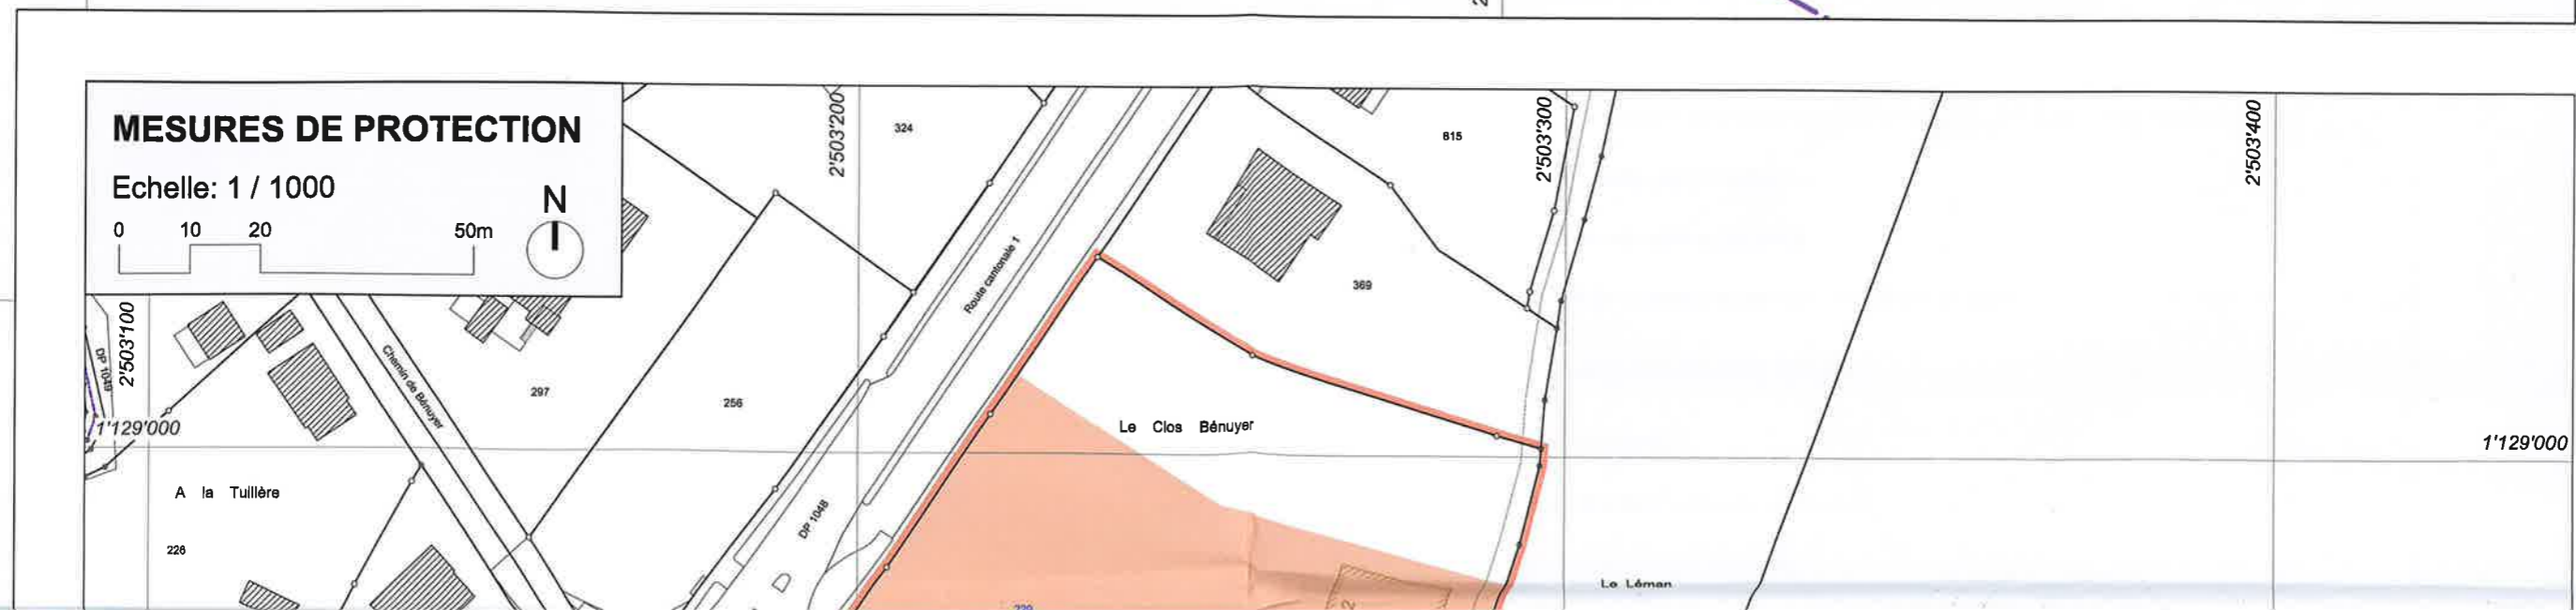 MESURES DE PROTECTION
Echelle: 1 / 1000
N
0 10 20 50m
2'503'100
2'503'200
2'503'300
2'503'400
1'129'000
1'129'000
324
615
369
297
256
226
DP 1049
Chemin de Bénuyer
Route cantonale 1
DP 1048
A la Tuillère
Le Clos Bénuyer
Le Léman